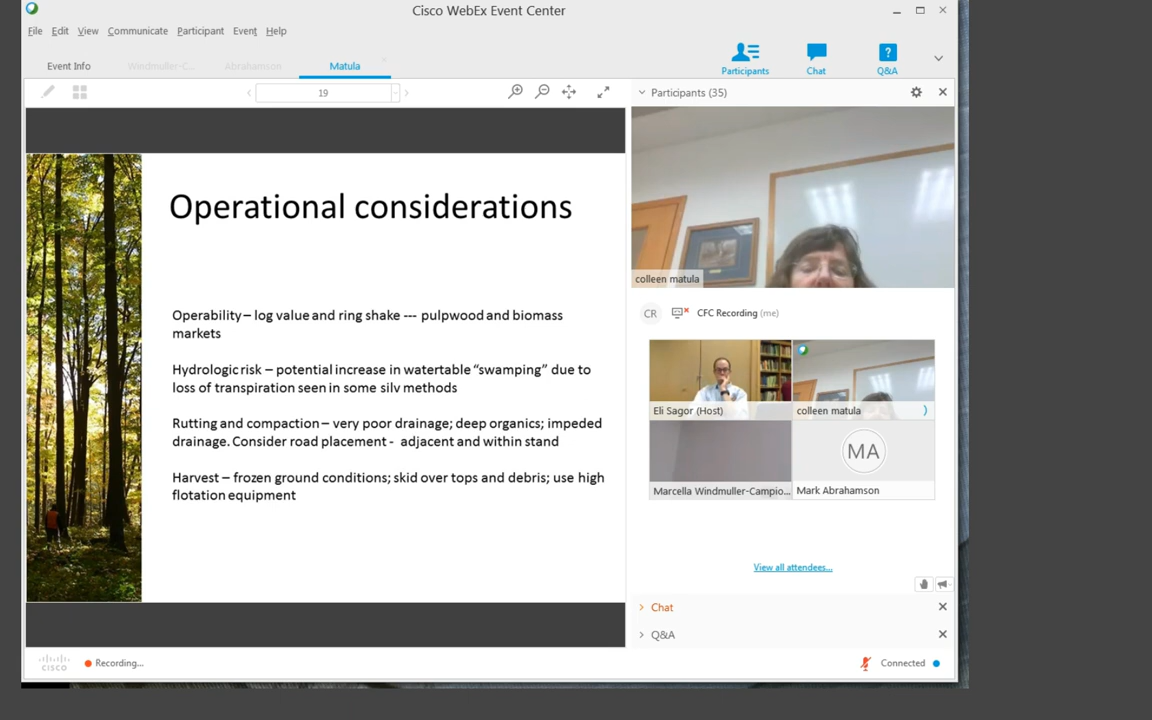 Cisco WebEx Event Center
File Edit View Communicate Participant Event Help
Event Info Windmuller-C... Abrahamson Matula
Participants Chat Q&A
19
Participants (35)
Operational considerations
Operability – log value and ring shake --- pulpwood and biomass
markets
Hydrologic risk – potential increase in watertable “swamping” due to
loss of transpiration seen in some silv methods
Rutting and compaction – very poor drainage; deep organics; impeded
drainage. Consider road placement - adjacent and within stand
Harvest – frozen ground conditions; skid over tops and debris; use high
flotation equipment
colleen matula
CR CFC Recording (me)
Eli Sagor (Host) colleen matula
MA
Marcella Windmuller-Campio... Mark Abrahamson
View all attendees...
Chat
Q&A
CISCO Recording... Connected